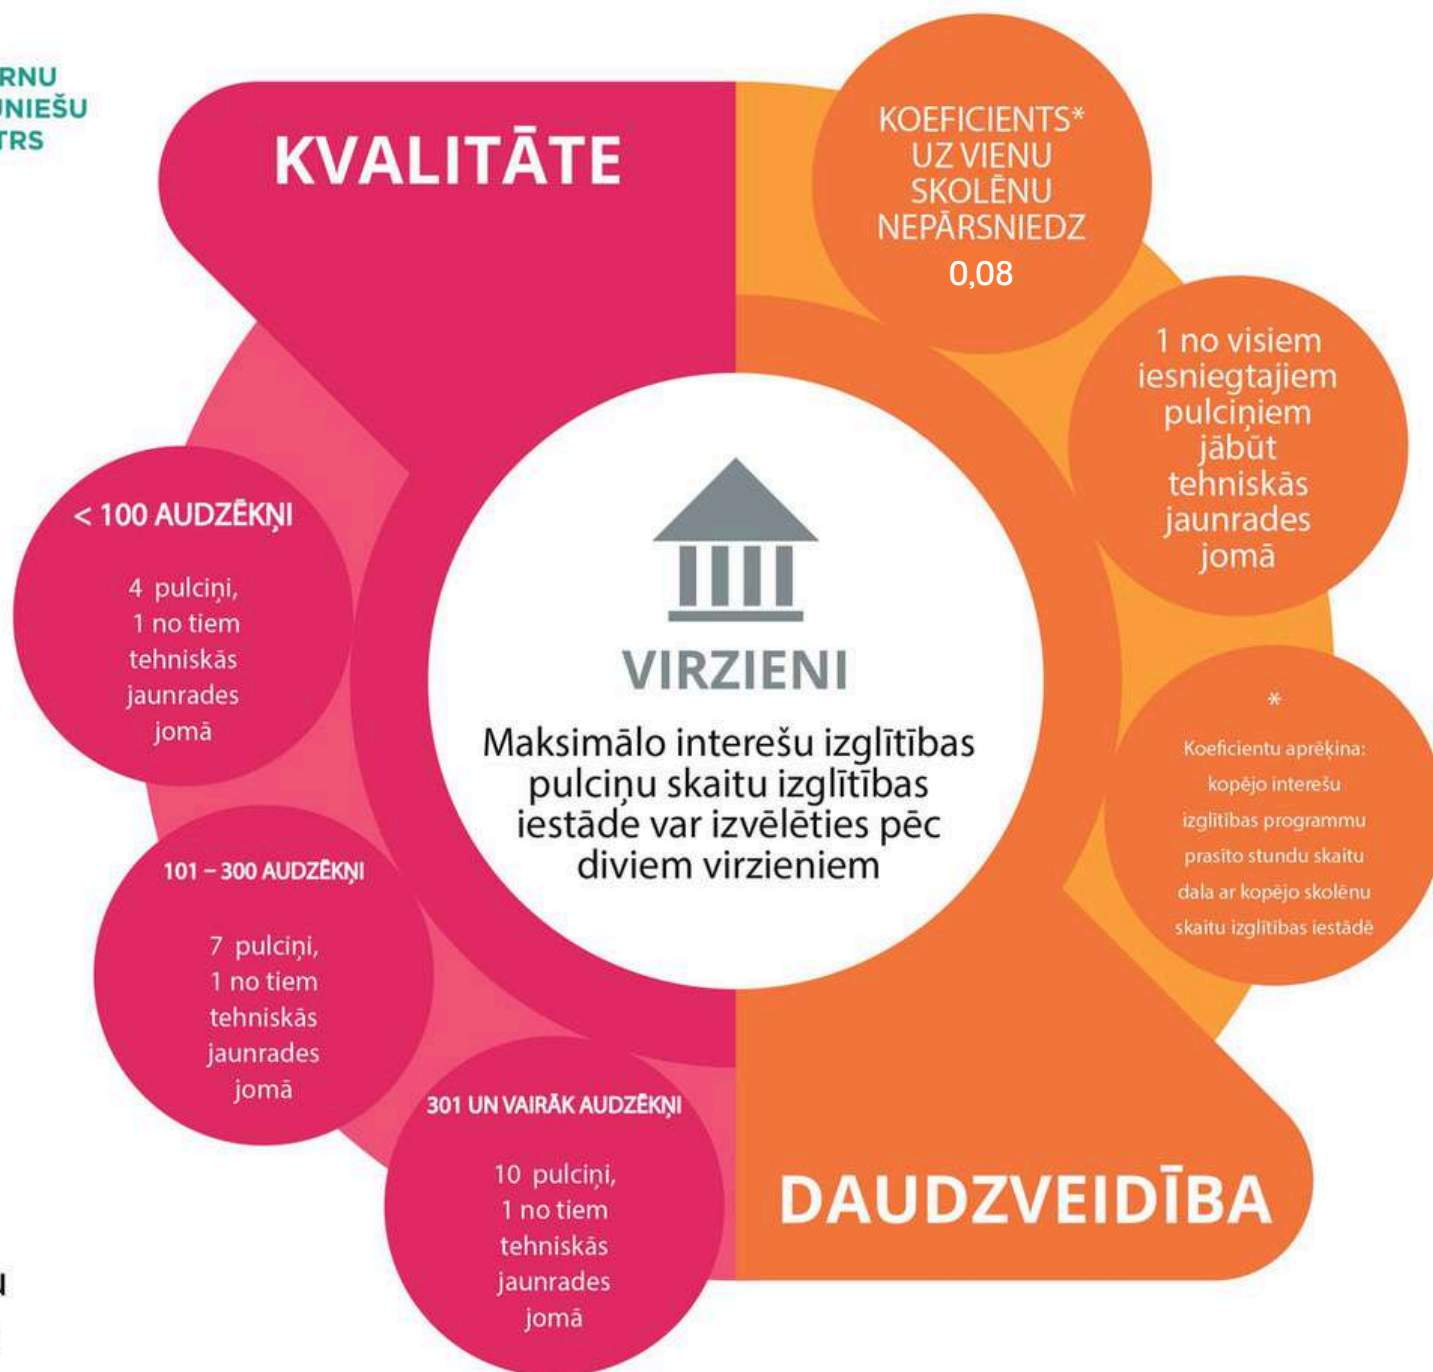 RNU
UNIEŠU
TRS
KVALITĀTE
KOEFICIENTS*
UZ VIENU
SKOLĒNU
NEPĀRSNIEDZ
0,08
1 no visiem
iesniegtajiem
pulciņiem
jābūt
tehniskās
jaunrades
jomā
*
Koeficientu aprēķina:
kopējo interešu
izglītības programmu
prasīto stundu skaitu
dala ar kopējo skolēnu
skaitu izglītības iestādē
DAUDZVEIDĪBA
VIRZIENI
Maksimālo interešu izglītības
pulciņu skaitu izglītības
iestāde var izvēlēties pēc
diviem virzieniem
< 100 AUDZĒKŅI
4 pulciņi,
1 no tiem
tehniskās
jaunrades
jomā
101 – 300 AUDZĒKŅI
7 pulciņi,
1 no tiem
tehniskās
jaunrades
jomā
301 UN VAIRĀK AUDZĒKŅI
10 pulciņi,
1 no tiem
tehniskās
jaunrades
jomā